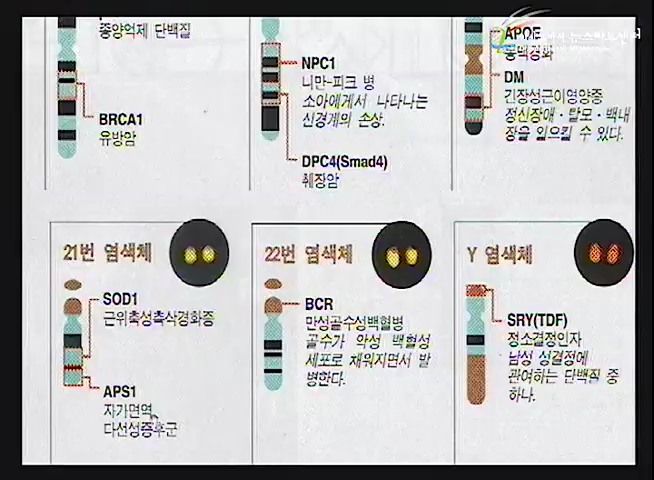 종양억제 단백질
BRCA1
유방암
NPC1
니만-피크 병
소아에게서 나타나는
신경계의 손상.
DPC4(Smad4)
췌장암
APOE
동맥경화
DM
긴장성근이영양증
정신장애·탈모·백내
장을 일으킬 수 있다.
21번 염색체
SOD1
근위축성측삭경화증
APS1
자가면역
다선성증후군
22번 염색체
BCR
만성골수성백혈병
골수가 악성 백혈성
세포로 채워지면서 발
병한다.
Y 염색체
SRY(TDF)
정소결정인자
남성 성결정에
관여하는 단백질 중
하나.